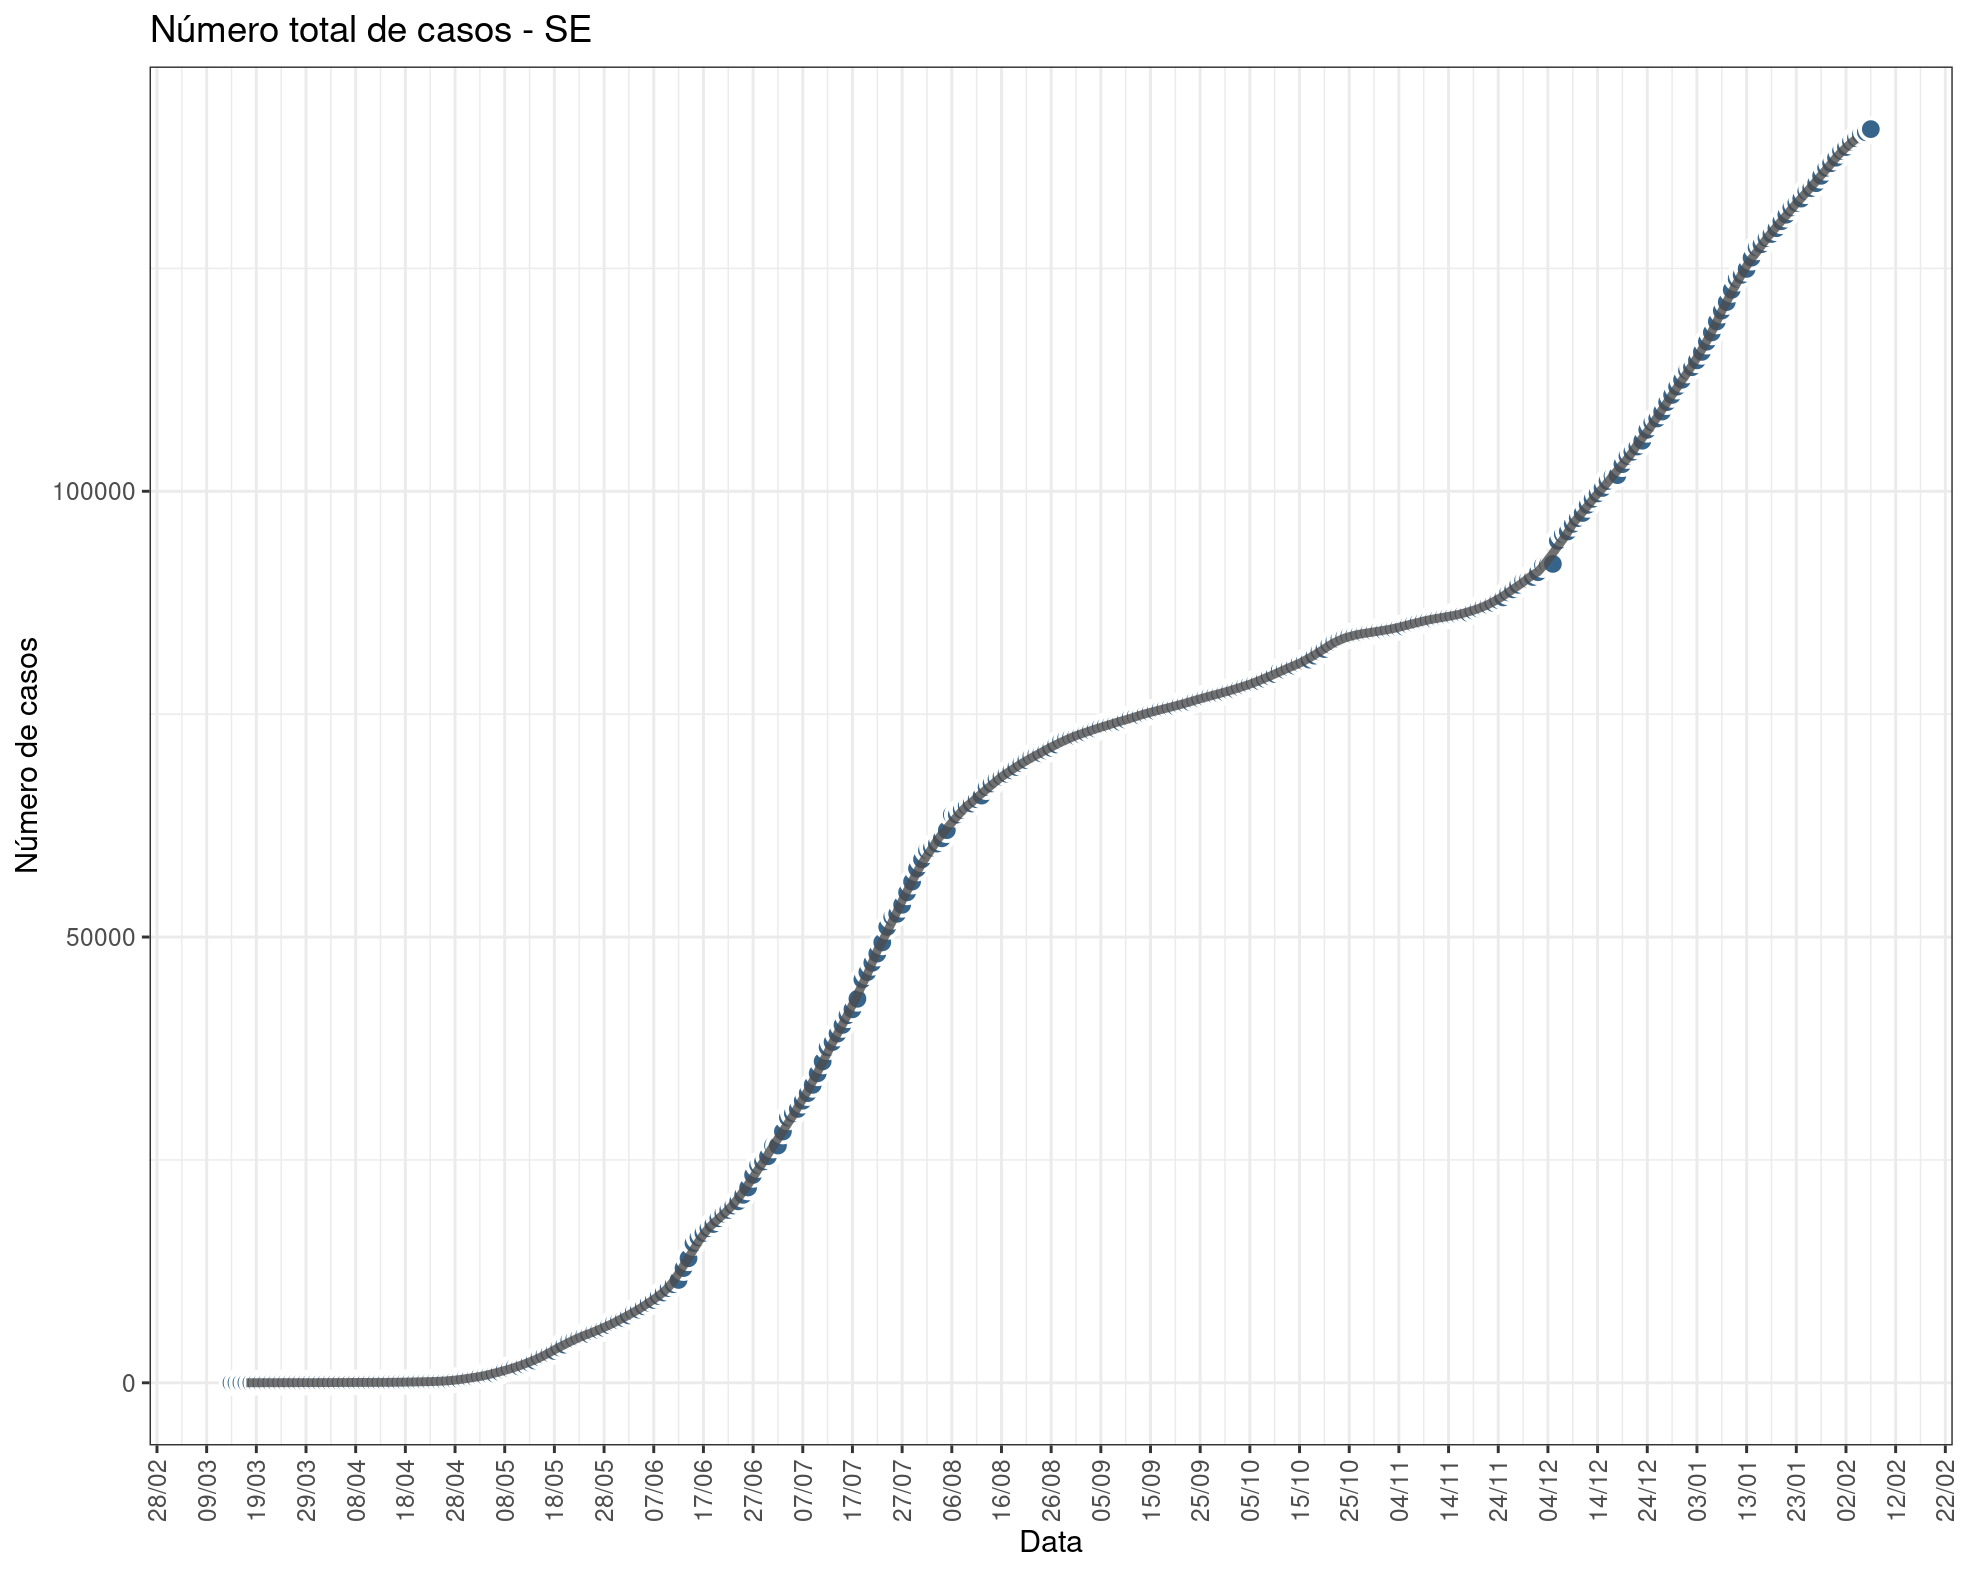 Número total de casos - SE
Número de casos
100000
50000
0
28/02 09/03 19/03 29/03 08/04 18/04 28/04 08/05 18/05 28/05 07/06 17/06 27/06 07/07 17/07 27/07 06/08 16/08 26/08 05/09 15/09 25/09 05/10 15/10 25/10 04/11 14/11 24/11 04/12 14/12 24/12 03/01 13/01 23/01 02/02 12/02 22/02
Data